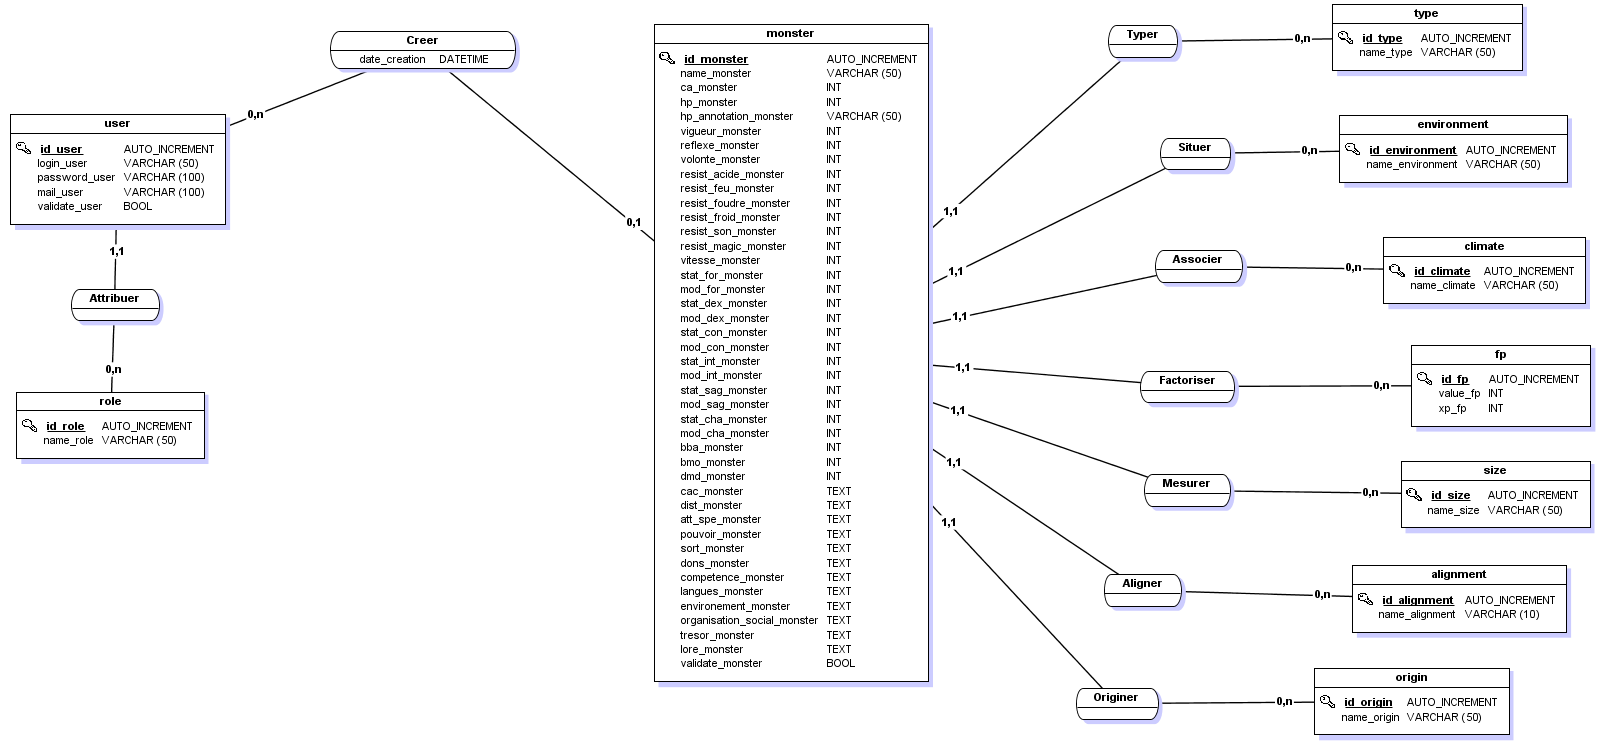 Creer
date_creation DATETIME
0,n
0,1
user
id_user AUTO_INCREMENT
login_user VARCHAR (50)
password_user VARCHAR (100)
mail_user VARCHAR (100)
validate_user BOOL
1,1
Attribuer
0,n
role
id_role AUTO_INCREMENT
name_role VARCHAR (50)
monster
id_monster AUTO_INCREMENT
name_monster VARCHAR (50)
ca_monster INT
hp_monster INT
hp_annotation_monster VARCHAR (50)
vigueur_monster INT
reflexe_monster INT
volonte_monster INT
resist_acide_monster INT
resist_feu_monster INT
resist_foudre_monster INT
resist_froid_monster INT
resist_son_monster INT
resist_magic_monster INT
vitesse_monster INT
stat_for_monster INT
mod_for_monster INT
stat_dex_monster INT
mod_dex_monster INT
stat_con_monster INT
mod_con_monster INT
stat_int_monster INT
mod_int_monster INT
stat_sag_monster INT
mod_sag_monster INT
stat_cha_monster INT
mod_cha_monster INT
bba_monster INT
bmo_monster INT
dmd_monster INT
cac_monster TEXT
dist_monster TEXT
att_spe_monster TEXT
pouvoir_monster TEXT
sort_monster TEXT
dons_monster TEXT
competence_monster TEXT
langues_monster TEXT
environement_monster TEXT
organisation_social_monster TEXT
tresor_monster TEXT
lore_monster TEXT
validate_monster BOOL
1,1
Typer
0,n
type
id_type AUTO_INCREMENT
name_type VARCHAR (50)
1,1
Situer
0,n
environment
id_environment AUTO_INCREMENT
name_environment VARCHAR (50)
1,1
Associer
0,n
climate
id_climate AUTO_INCREMENT
name_climate VARCHAR (50)
1,1
Factoriser
0,n
fp
id_fp AUTO_INCREMENT
value_fp INT
xp_fp INT
1,1
Mesurer
0,n
size
id_size AUTO_INCREMENT
name_size VARCHAR (50)
1,1
Aligner
0,n
alignment
id_alignment AUTO_INCREMENT
name_alignment VARCHAR (10)
1,1
Originer
0,n
origin
id_origin AUTO_INCREMENT
name_origin VARCHAR (50)